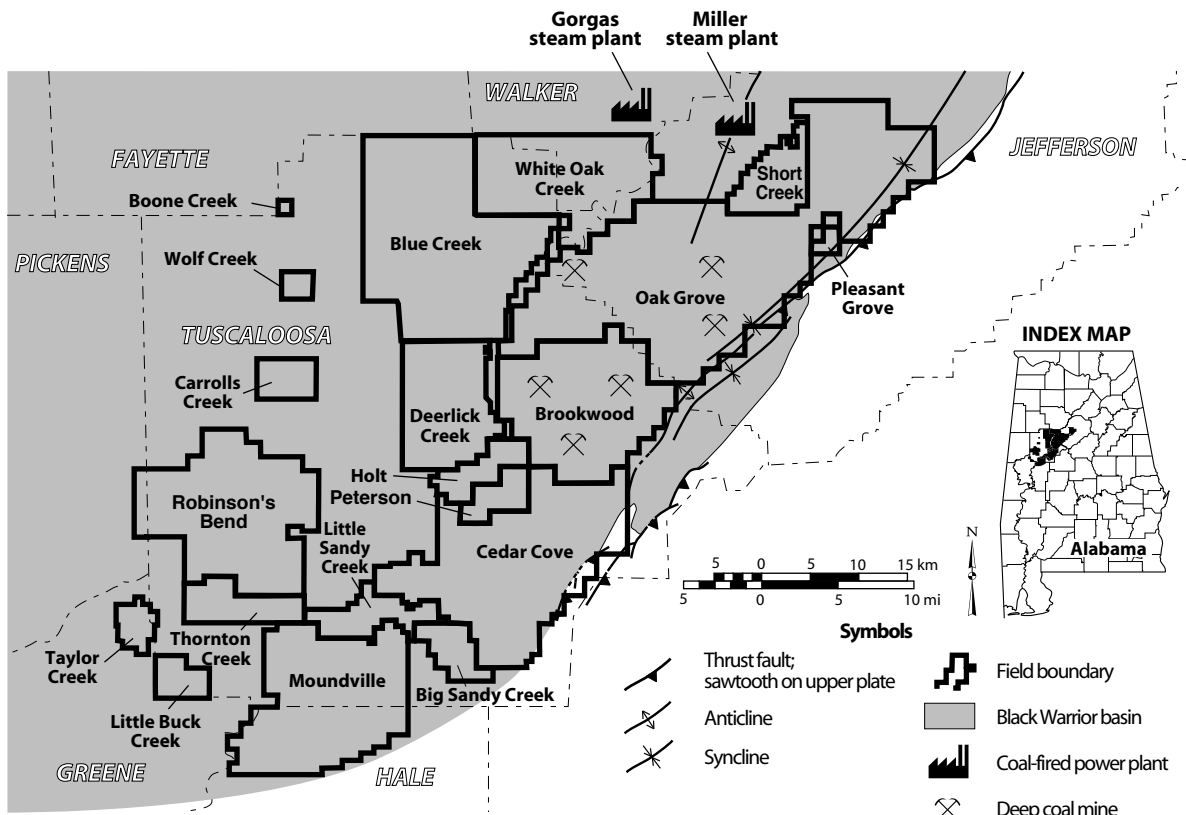 Gorgas
steam plant
Miller
steam plant
WALKER
FAYETTE
JEFFERSON
White Oak
Creek
Short
Creek
Boone Creek
Blue Creek
PICKENS
Wolf Creek
Oak Grove
Pleasant
Grove
TUSCALOOSA
INDEX MAP
Carrolls
Creek
Deerlick
Creek
Brookwood
Holt
Peterson
Robinson's
Bend
Little
Sandy
Creek
Cedar Cove
N
Alabama
5 0 5 10 15 km
5 0 5 10 mi
Thornton
Creek
Taylor
Creek
Moundville
Big Sandy Creek
Little Buck
Creek
GREENE
HALE
Symbols
Thrust fault;
sawtooth on upper plate
Anticline
Syncline
Field boundary
Black Warrior basin
Coal-fired power plant
Deep coal mine